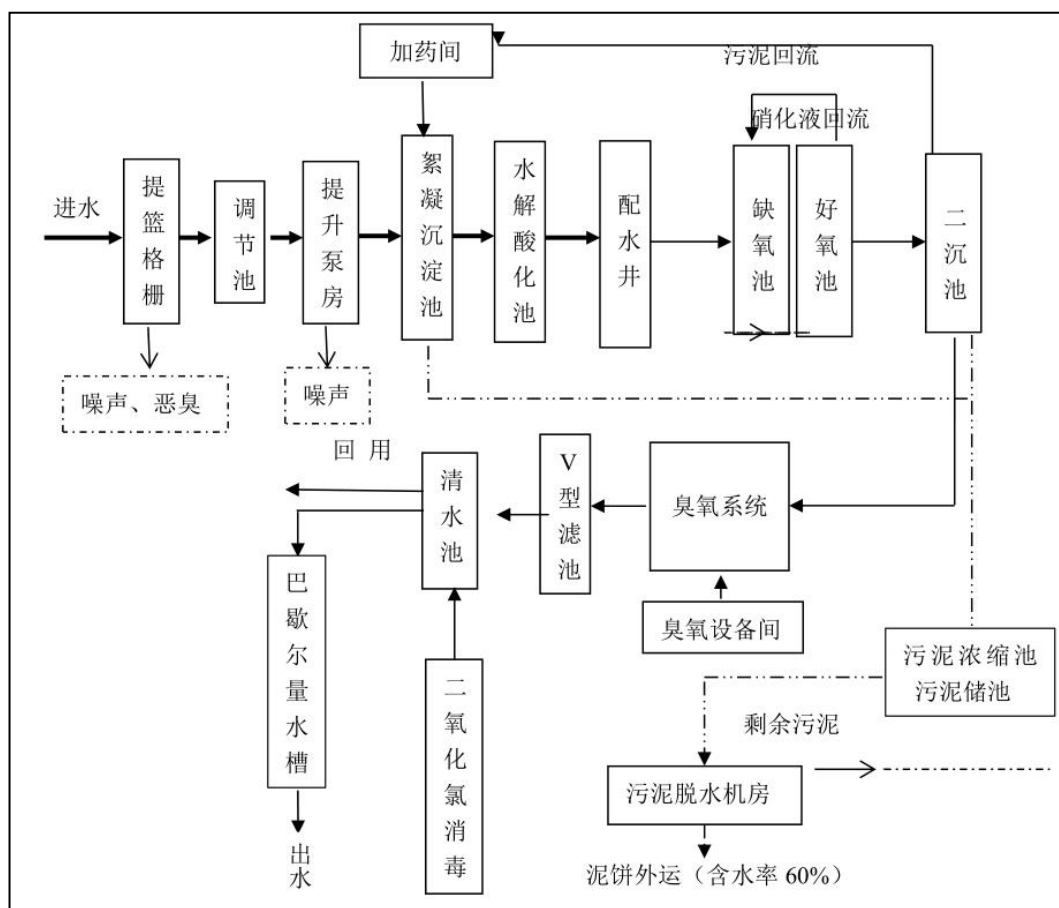 加药间
污泥回流
硝化液回流
进水
提篮格栅
调节池
提升泵房
絮凝沉淀池
水解酸化池
配水井
缺氧池
好氧池
二沉池
噪声、恶臭
噪声
回 用
清水池
V型滤池
臭氧系统
臭氧设备间
巴歇尔量水槽
二氧化氯消毒
污泥浓缩池
污泥储池
剩余污泥
污泥脱水机房
出水
泥饼外运（含水率 60%）